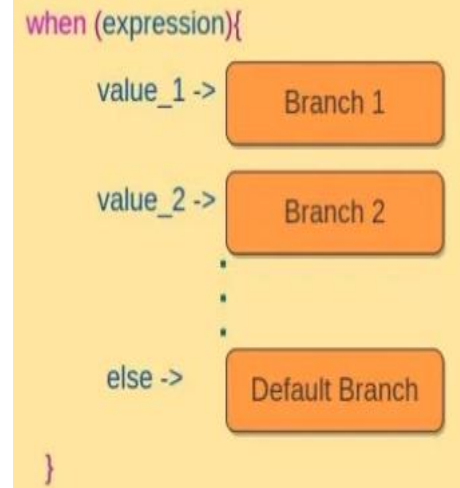 when (expression){
value_1 -> Branch 1
value_2 -> Branch 2
.
.
.
else -> Default Branch
}